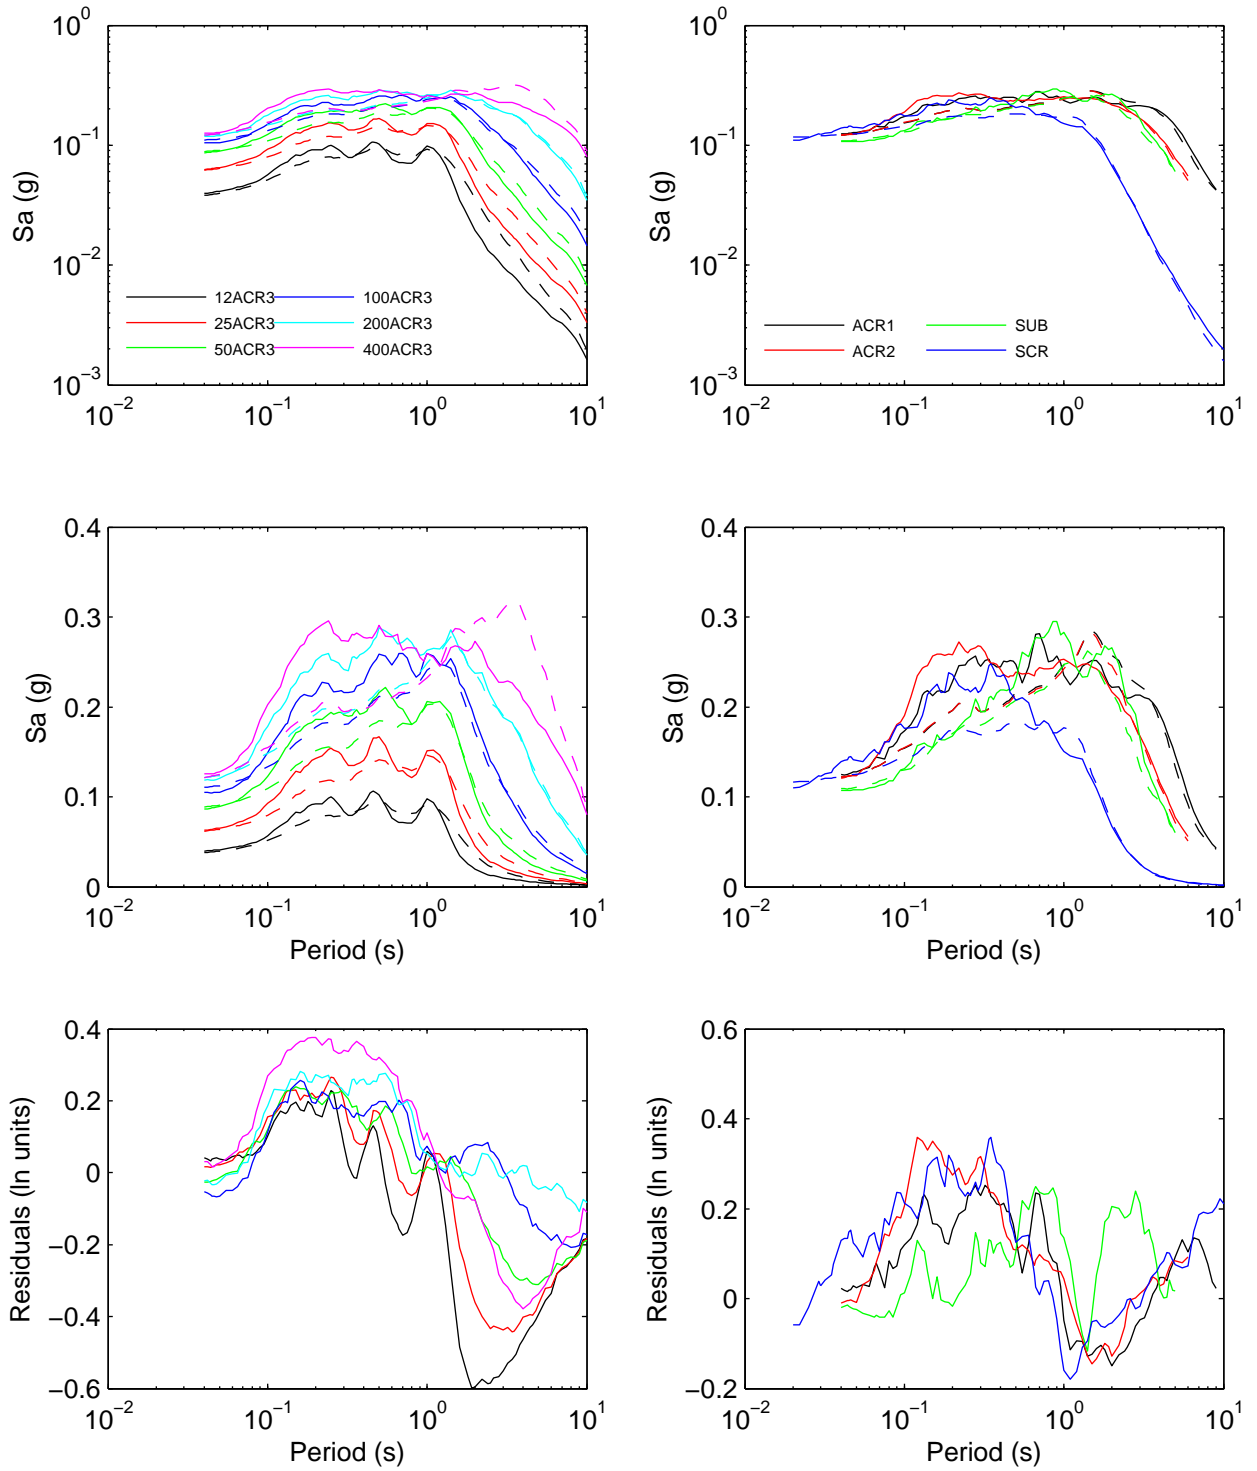 10^0
10^−1
10^−2
10^−3
Sa (g)
12ACR3
25ACR3
50ACR3
100ACR3
200ACR3
400ACR3
10^−2 10^−1 10^0 10^1
10^0
10^−1
10^−2
10^−3
Sa (g)
ACR1
ACR2
SUB
SCR
10^−2 10^−1 10^0 10^1
0.4
0.3
0.2
0.1
0
Sa (g)
10^−2 10^−1 10^0 10^1
Period (s)
0.4
0.3
0.2
0.1
0
Sa (g)
10^−2 10^−1 10^0 10^1
Period (s)
0.4
0.2
0
−0.2
−0.4
−0.6
Residuals (ln units)
10^−2 10^−1 10^0 10^1
Period (s)
0.6
0.4
0.2
0
−0.2
Residuals (ln units)
10^−2 10^−1 10^0 10^1
Period (s)